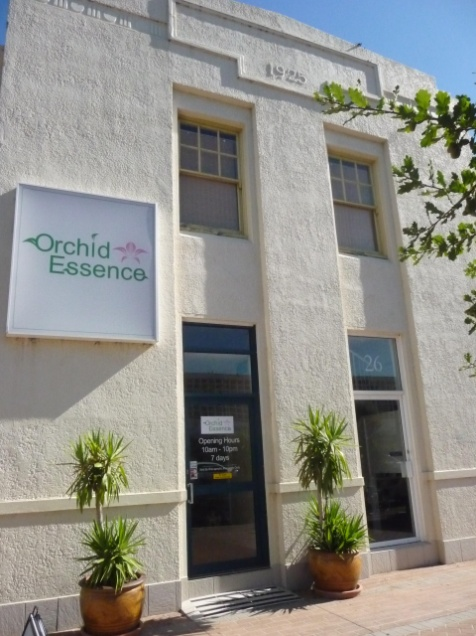 1925
Orchid
Essence
26
Orchid
Essence
Opening Hours
10am - 10pm
7 days